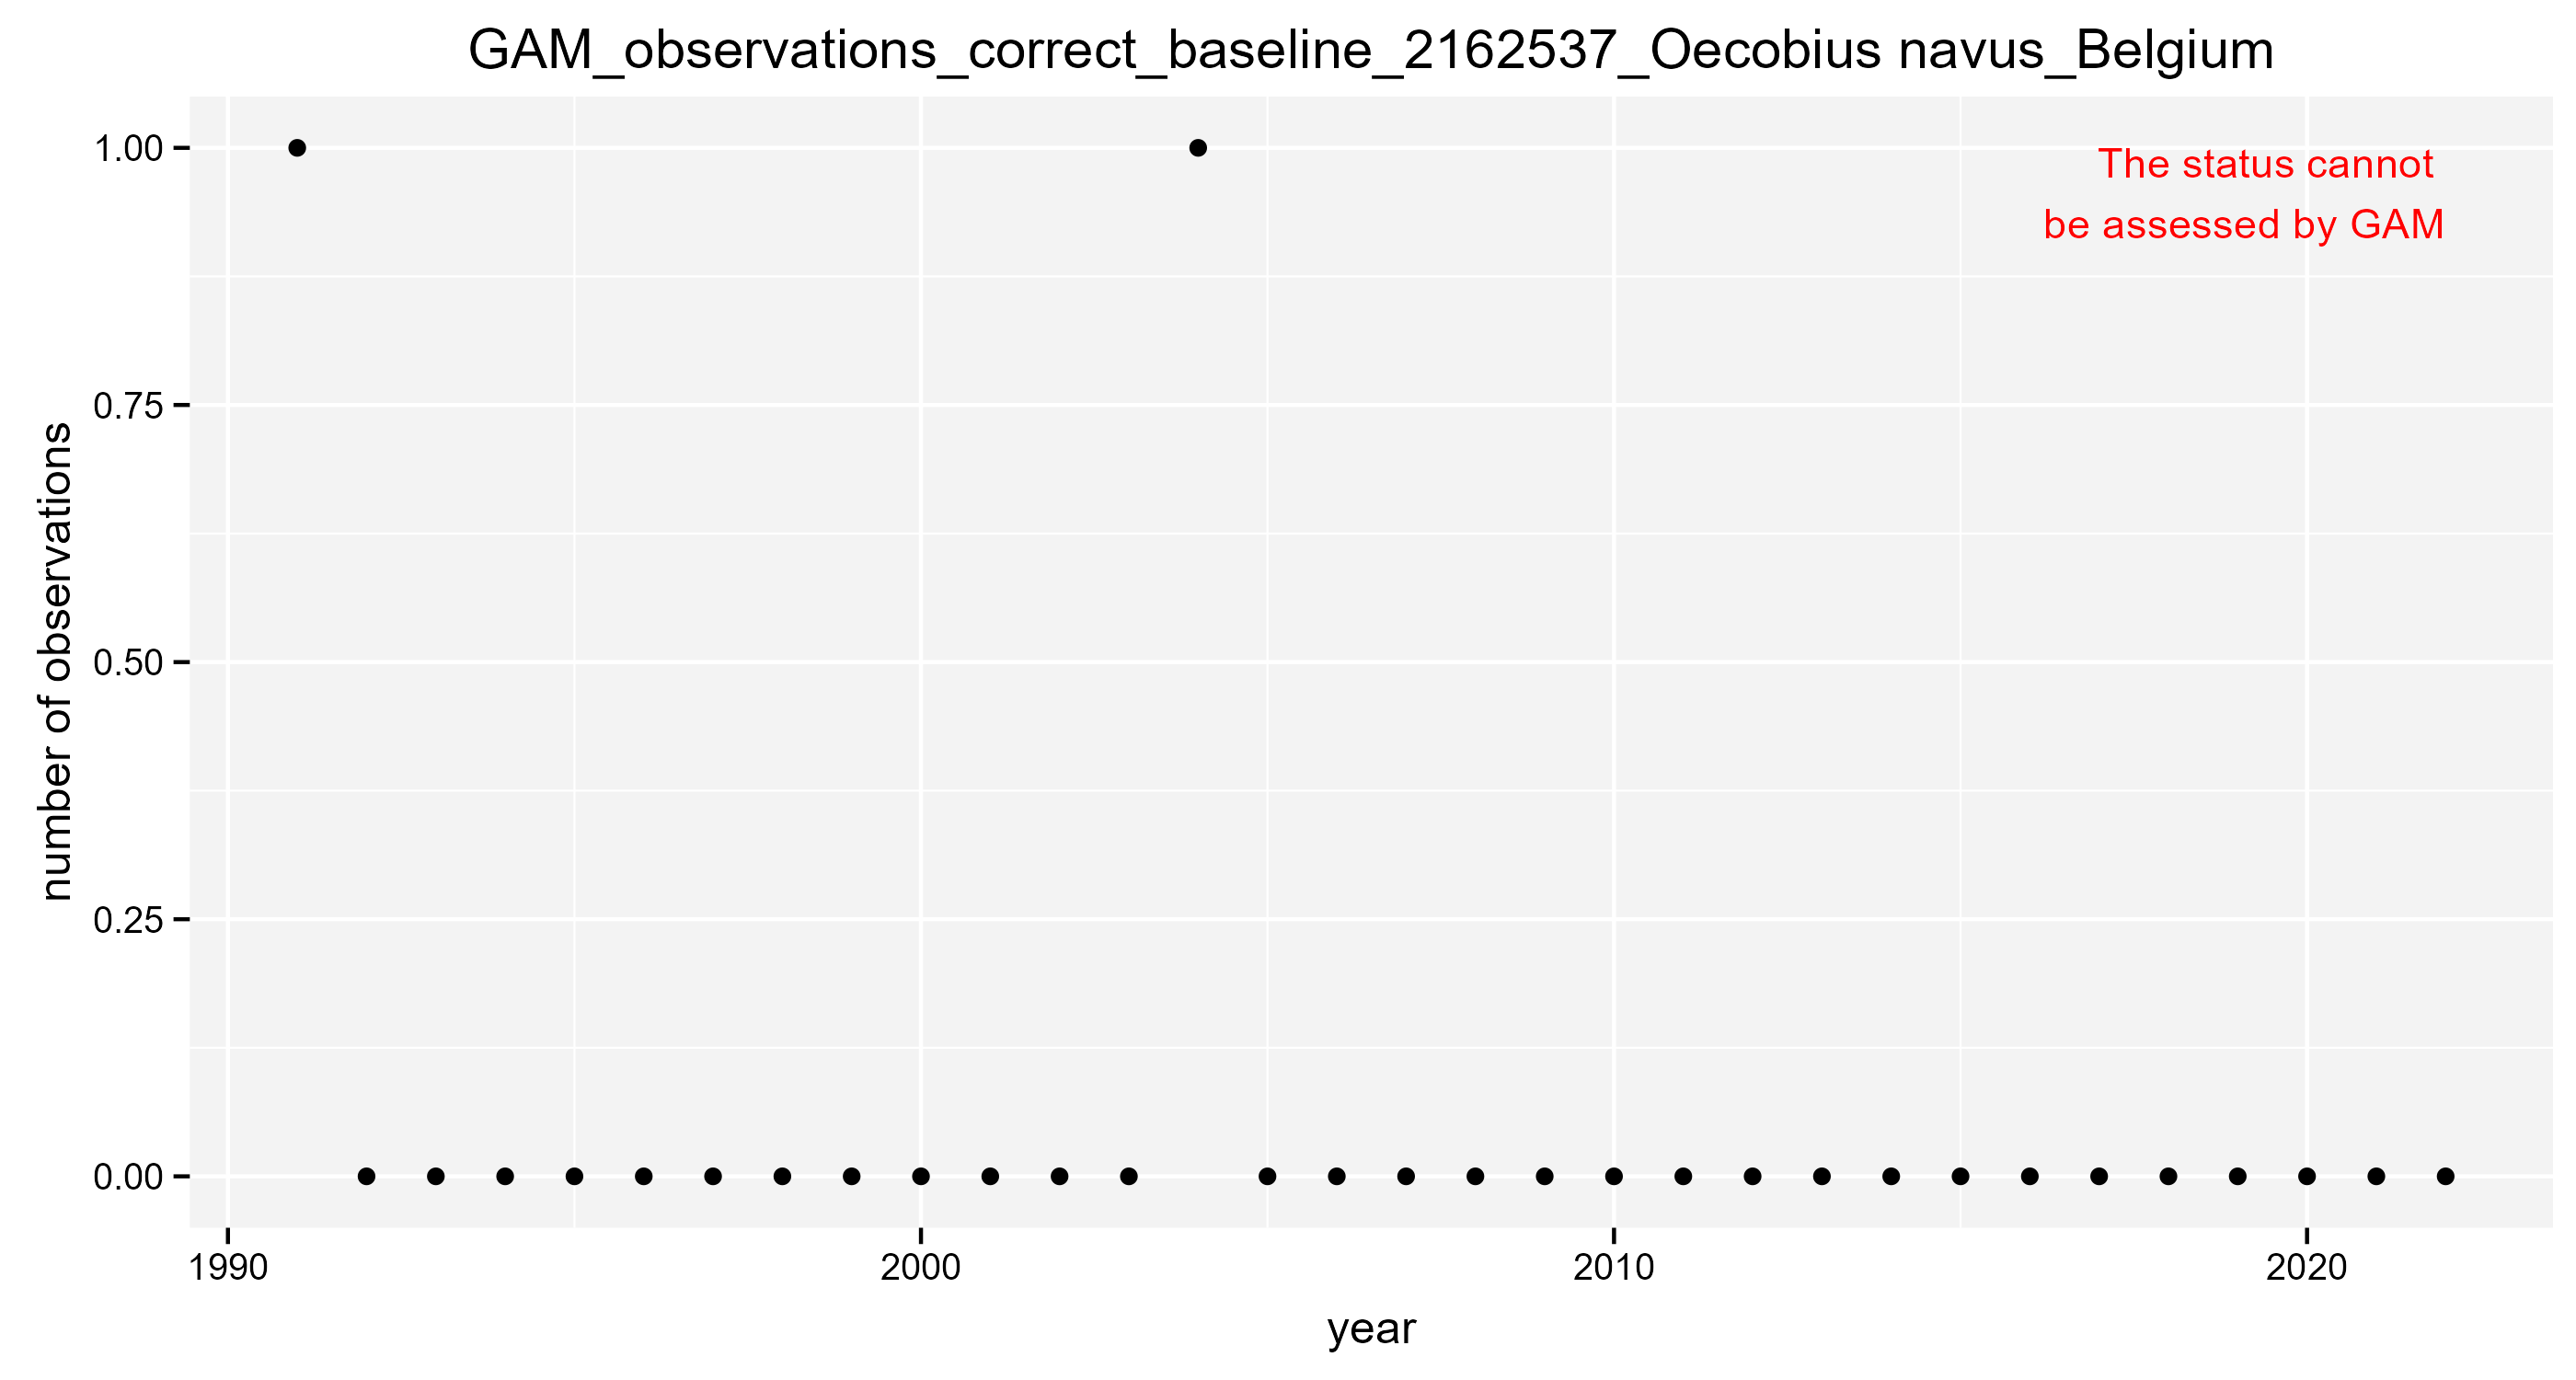 GAM_observations_correct_baseline_2162537_Oecobius navus_Belgium
The status cannot
be assessed by GAM
1.00
0.75
0.50
0.25
0.00
number of observations
1990 2000 2010 2020
year